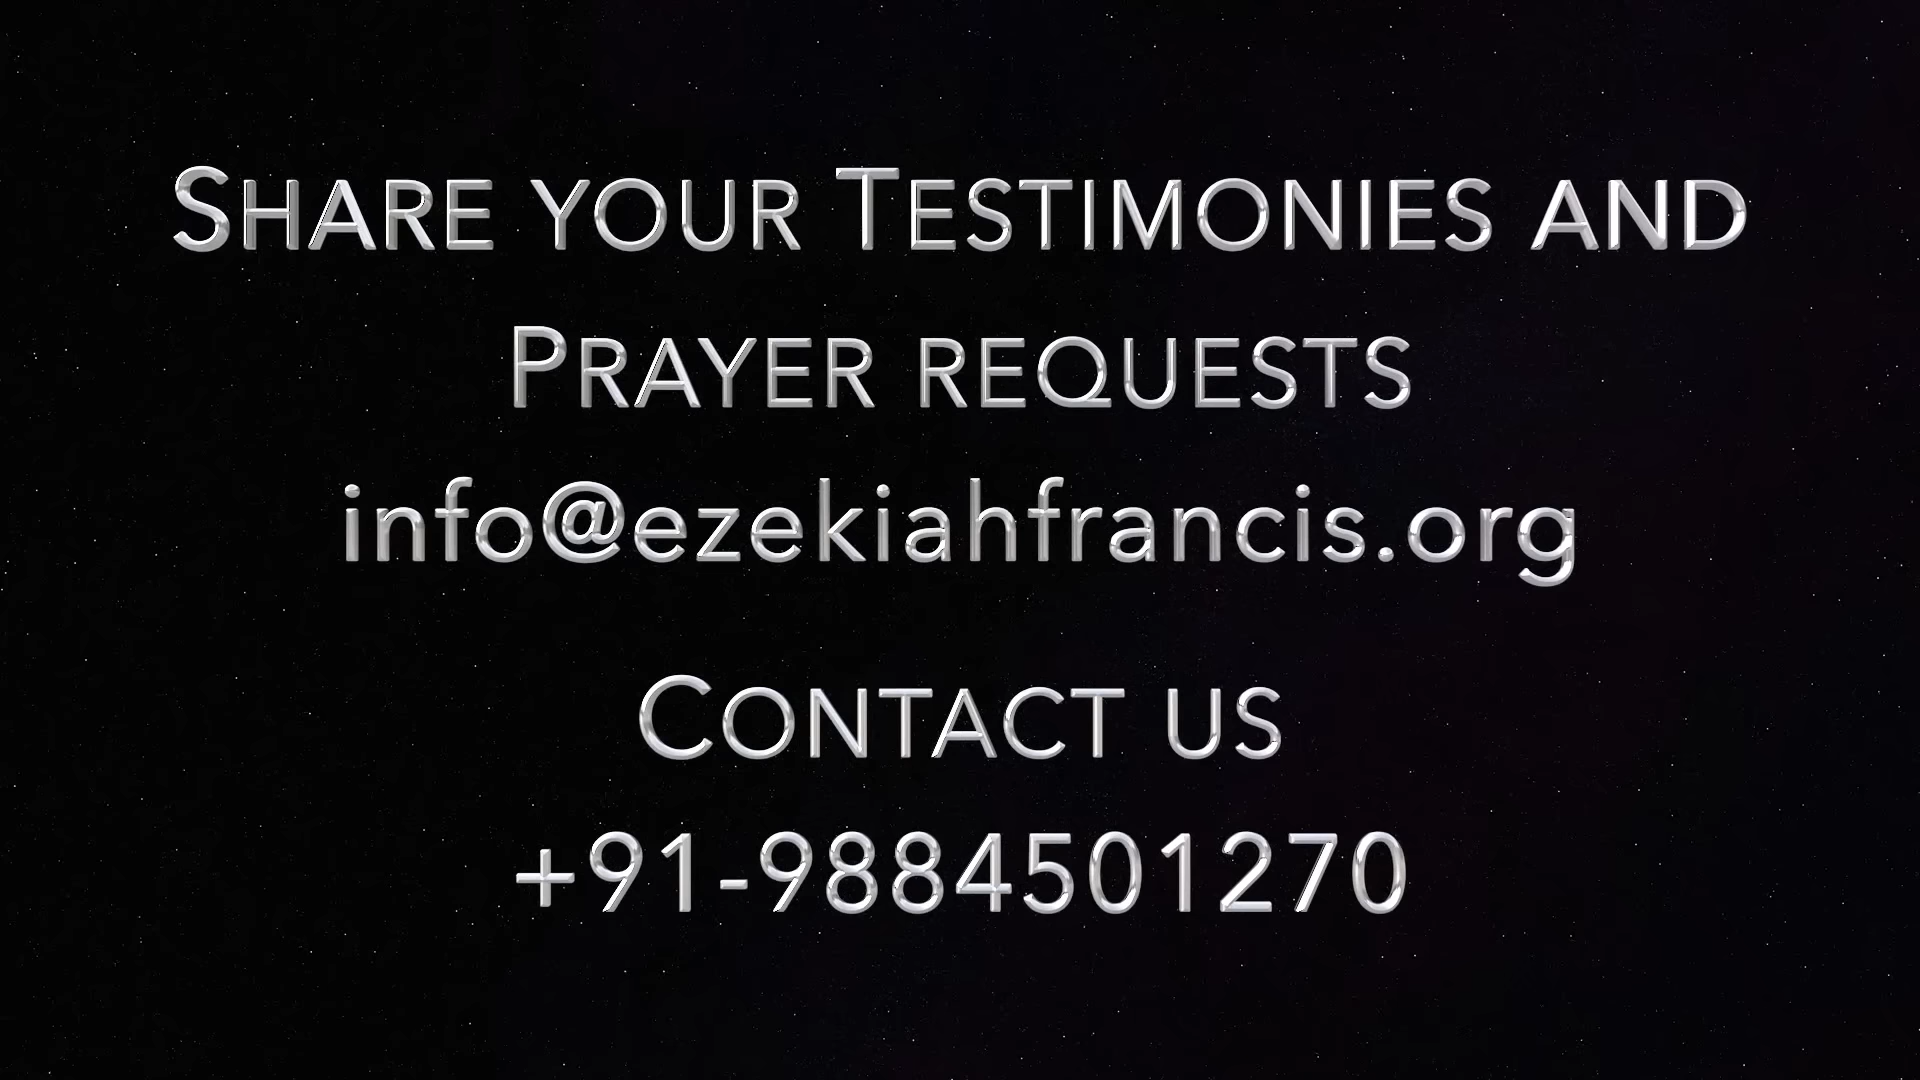 Share your Testimonies and
Prayer requests
info@ezekiahfrancis.org
Contact us
+91-9884501270